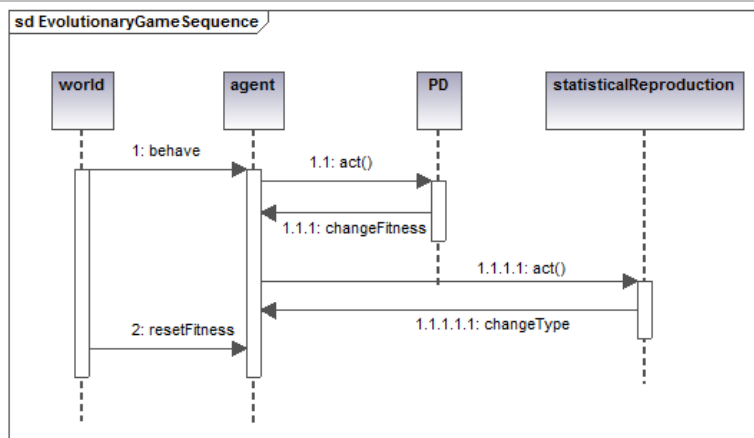 sd EvolutionaryGameSequence
world
agent
PD
statisticalReproduction
1: behave
1.1: act()
1.1.1: changeFitness
1.1.1.1: act()
1.1.1.1.1: changeType
2: resetFitness